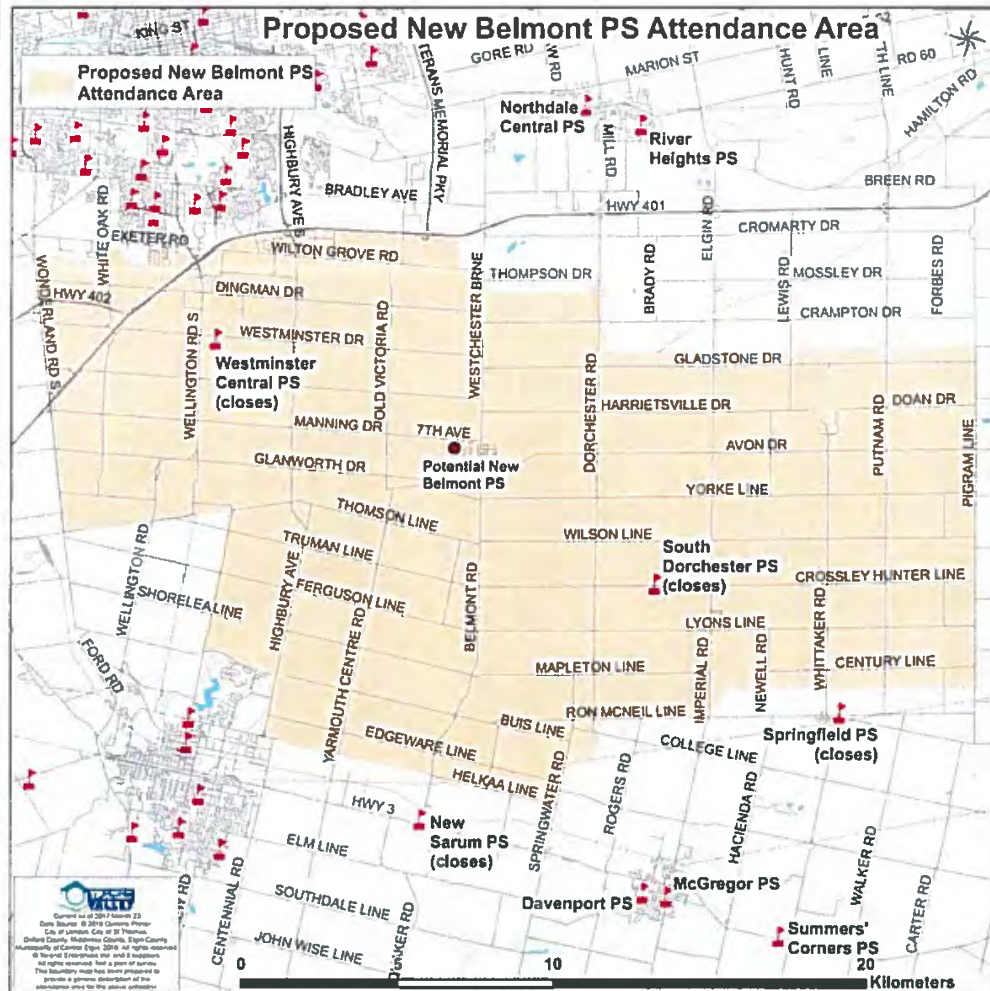 Proposed New Belmont PS Attendance Area
KING ST
Proposed New Belmont PS
Attendance Area
GORE RD
MARION ST
HUNT RD
LINE
TH LINE
RD 60
HAMILTON RD
TERANS MEMORIAL PKY
W RD
Northdale
Central PS
MILL RD
River
Heights PS
HIGHBURY AVE S
BRADLEY AVE
BREEN RD
WHITE OAK RD
HWY 401
ELGIN RD
CROMARTY DR
EXETER RD
WILTON GROVE RD
WONDERLAND RD S
HWY 402
DINGMAN DR
WESTCHESTER BRNE
THOMPSON DR
BRADY RD
LEWIS RD
MOSSLEY DR
FORBES RD
CRAMPTON DR
WELLINGTON RD S
WESTMINSTER DR
OLD VICTORIA RD
Westminster
Central PS
(closes)
GLADSTONE DR
DORCHESTER RD
HARRIETSVILLE DR
PUTNAM RD
DOAN DR
PIGRAM LINE
MANNING DR
7TH AVE
AVON DR
GLANWORTH DR
Potential New
Belmont PS
YORKE LINE
THOMSON LINE
WILSON LINE
WELLINGTON RD
TRUMAN LINE
South
Dorchester PS
(closes)
CROSSLEY HUNTER LINE
SHORELEA LINE
HIGHBURY AVE
FERGUSON LINE
BELMONT RD
YARMOUTH CENTRE RD
LYONS LINE
IMPERIAL RD
NEWELL RD
WHITTAKER RD
CENTURY LINE
FORD RD
MAPLETON LINE
RON MCNEIL LINE
BUIS LINE
EDGEWARE LINE
COLLEGE LINE
Springfield PS
(closes)
HELKAA LINE
SPRINGWATER RD
ROGERS RD
HACIENDA RD
HWY 3
New
Sarum PS
(closes)
ELM LINE
WALKER RD
CARTER RD
CENTENNIAL RD
SOUTHDALE LINE
Davenport PS
McGregor PS
Summers'
Corners PS
JOHN WISE LINE
THAMES VALLEY
0 10 20
Kilometers